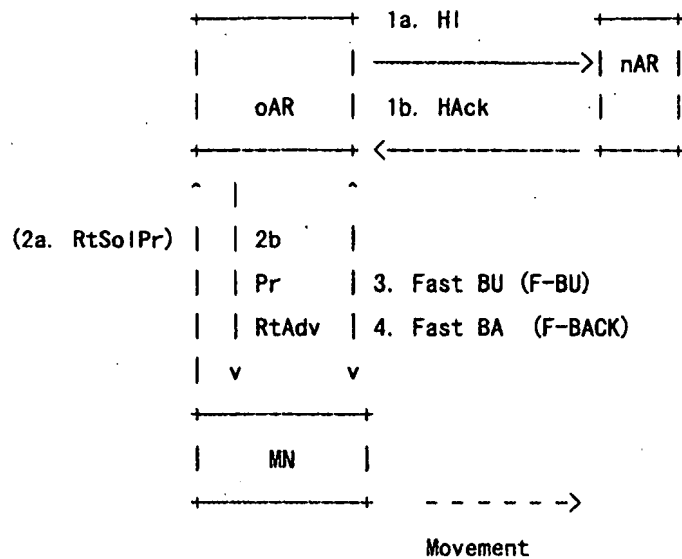 1a. HI
nAR
oAR 1b. HAck
(2a. RtSolPr) 2b
Pr 3. Fast BU (F-BU)
RtAdv 4. Fast BA (F-BACK)
v v
MN
Movement